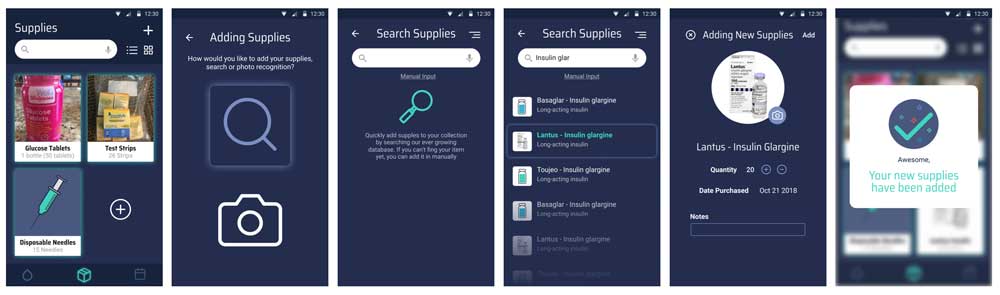 12:30
Supplies
Glucose Tablets
1 bottle (50 tablets)
Test Strips
26 Strips
Disposable Needles
15 Needles
12:30
Adding Supplies
How would you like to add your supplies,
search or photo recognition?
12:30
Search Supplies
Manual Input
Quickly add supples to your collection
by searching our ever growing
database. If you can't fing your item
yet, you can add it in manually
12:30
Search Supplies
Insulin glar
Manual Input
Basaglar - Insulin glargine
Long-acting insulin
Lantus - Insulin glargine
Long-acting insulin
Toujeo - Insulin glargine
Long-acting insulin
Basaglar - Insulin glargine
Long-acting insulin
Lantus - Insulin glargine
Long-acting insulin
Toujeo - Insulin glargine
12:30
Adding New Supplies Add
Lantus
Lantus - Insulin Glargine
Quantity 20
Date Purchased Oct 21 2018
Notes
12:30
Supplies
Awesome,
Your new supplies
have been added